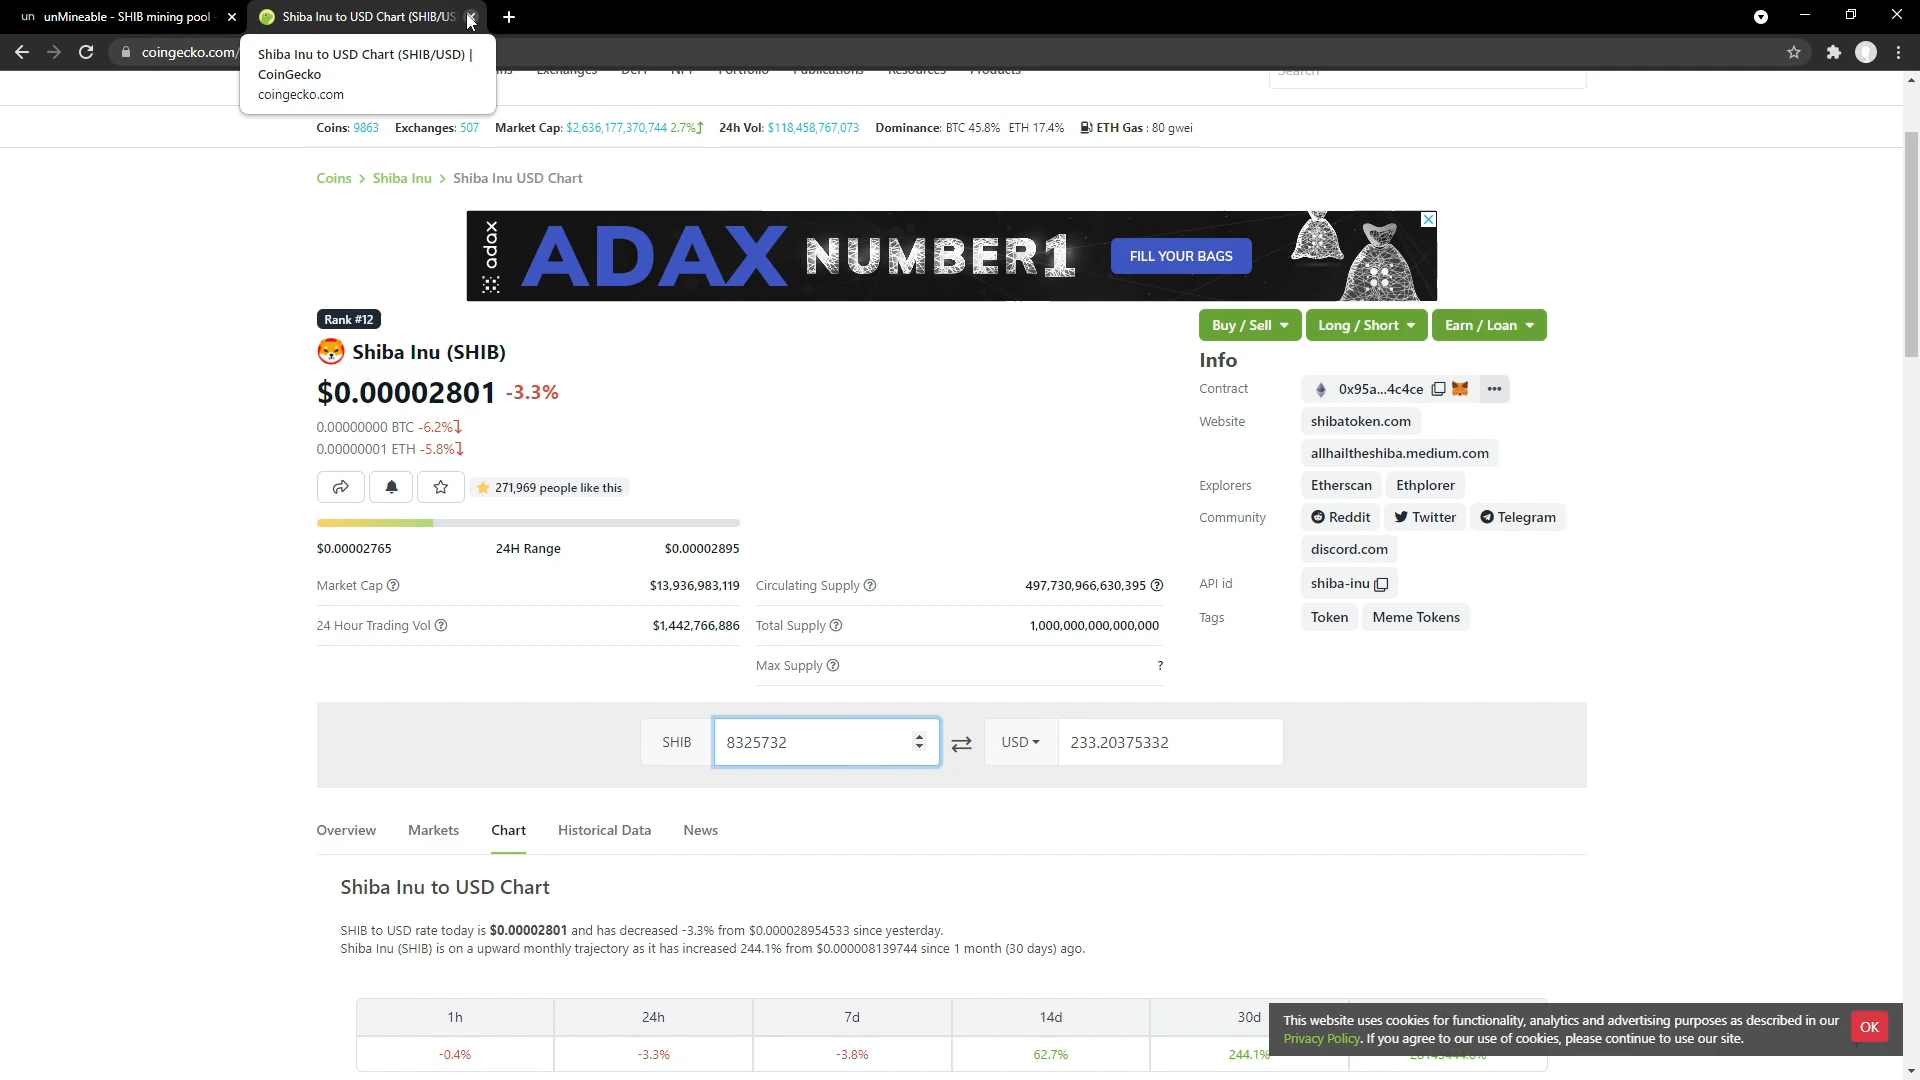 un unMineable - SHIB mining pool
Shiba Inu to USD Chart (SHIB/US
coingecko.com/
Shiba Inu to USD Chart (SHIB/USD) |
CoinGecko
coingecko.com
Exchanges DeFi NFT Portfolio Publications Resources Products
Search
Coins: 9863 Exchanges: 507 Market Cap: $2,636,177,370,744 2.7% 24h Vol: $118,458,767,073 Dominance: BTC 45.8% ETH 17.4% ETH Gas : 80 gwei
Coins > Shiba Inu > Shiba Inu USD Chart
adax ADAX NUMBER1 FILL YOUR BAGS
Rank #12
Shiba Inu (SHIB)
$0.00002801 -3.3%
0.00000000 BTC -6.2%
0.00000001 ETH -5.8%
271,969 people like this
$0.00002765 24H Range $0.00002895
Market Cap $13,936,983,119 Circulating Supply 497,730,966,630,395
24 Hour Trading Vol $1,442,766,886 Total Supply 1,000,000,000,000,000
Max Supply ?
Buy / Sell Long / Short Earn / Loan
Info
Contract 0x95a...4c4ce
Website shibatoken.com
allhailtheshiba.medium.com
Explorers Etherscan Ethplorer
Community Reddit Twitter Telegram
discord.com
API id shiba-inu
Tags Token Meme Tokens
SHIB 8325732 USD 233.20375332
Overview Markets Chart Historical Data News
Shiba Inu to USD Chart
SHIB to USD rate today is $0.00002801 and has decreased -3.3% from $0.000028954533 since yesterday.
Shiba Inu (SHIB) is on a upward monthly trajectory as it has increased 244.1% from $0.000008139744 since 1 month (30 days) ago.
1h 24h 7d 14d 30d
-0.4% -3.3% -3.8% 62.7% 244.1%
This website uses cookies for functionality, analytics and advertising purposes as described in our
Privacy Policy. If you agree to our use of cookies, please continue to use our site.
OK